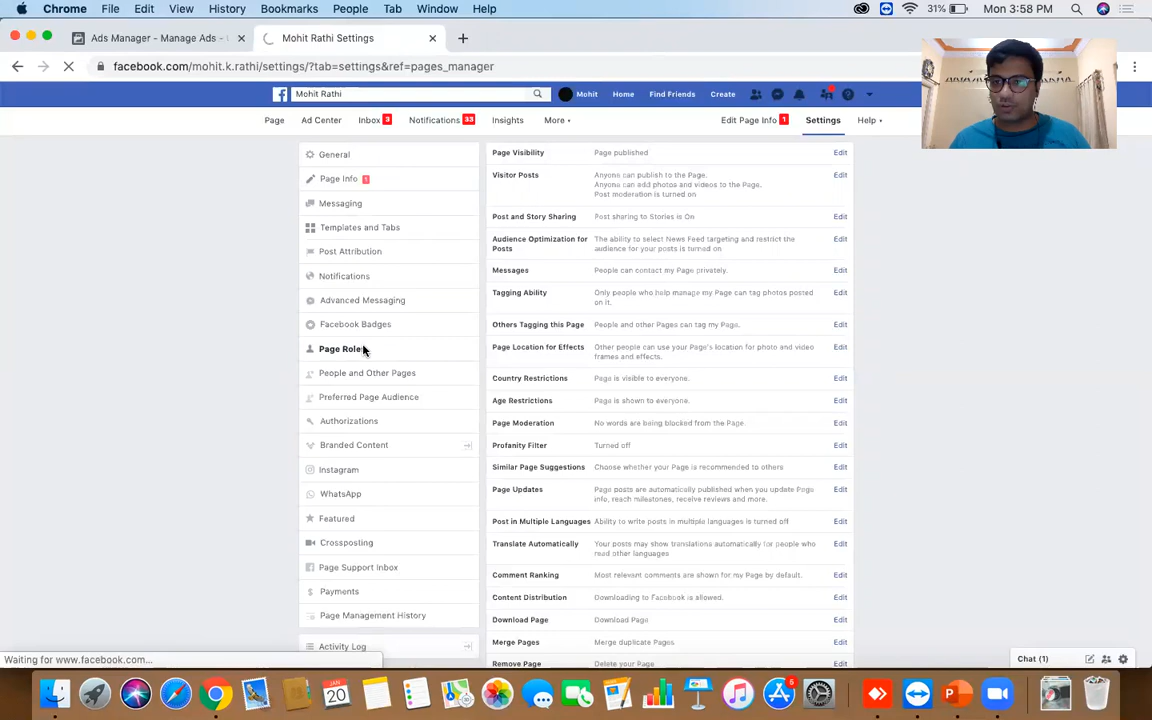 Chrome File Edit View History Bookmarks People Tab Window Help 31% Mon 3:58 PM
Ads Manager - Manage Ads - Mohit Rathi Settings
facebook.com/mohit.k.rathi/settings/?tab=settings&ref=pages_manager
Mohit Rathi Mohit Home Find Friends Create
Page Ad Center Inbox 3 Notifications 33 Insights More Edit Page Info 1 Settings Help
General
Page Info 1
Messaging
Templates and Tabs
Post Attribution
Notifications
Advanced Messaging
Facebook Badges
Page Roles
People and Other Pages
Preferred Page Audience
Authorizations
Branded Content
Instagram
WhatsApp
Featured
Crossposting
Page Support Inbox
Payments
Page Management History
Activity Log
Page Visibility Page published Edit
Visitor Posts Anyone can publish to the Page. Edit
Anyone can add photos and videos to the Page.
Post moderation is turned on
Post and Story Sharing Post sharing to Stories is On Edit
Audience Optimization for The ability to select News Feed targeting and restrict the Edit
Posts audience for your posts is turned on
Messages People can contact my Page privately. Edit
Tagging Ability Only people who help manage my Page can tag photos posted Edit
on it.
Others Tagging this Page People and other Pages can tag my Page. Edit
Page Location for Effects Other people can use your Page's location for photo and video Edit
frames and effects.
Country Restrictions Page is visible to everyone. Edit
Age Restrictions Page is shown to everyone. Edit
Page Moderation No words are being blocked from the Page. Edit
Profanity Filter Turned off Edit
Similar Page Suggestions Choose whether your Page is recommended to others Edit
Page Updates Page posts are automatically published when you update Page Edit
info, reach milestones, receive reviews and more.
Post in Multiple Languages Ability to write posts in multiple languages is turned off Edit
Translate Automatically Your posts may show translations automatically for people who Edit
read other languages
Comment Ranking Most relevant comments are shown for my Page by default. Edit
Content Distribution Downloading to Facebook is allowed. Edit
Download Page Download Page Edit
Merge Pages Merge duplicate Pages Edit
Remove Page Delete your Page Edit
Waiting for www.facebook.com...
Chat (1)
JAN
20
5